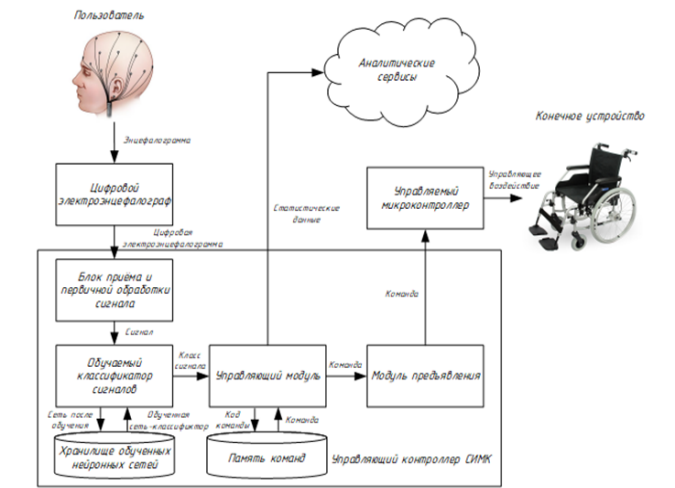 Пользователь
Аналитические
сервисы
Конечное устройство
Энцефалограмма
Цифровой
электроэнцефалограф
Управляемый
микроконтроллер
Управляющее
воздействие
Статистические
данные
Цифровая
электроэнцефалограмма
Блок приема и
первичной обработки
сигнала
Команда
Сигнал
Обучаемый
классификатор
сигналов
Класс
сигнала
Управляющий модуль
Команда
Модуль предъявления
Сеть после
обучения
Обученная
сеть-классификатор
Код
команды
Команда
Хранилище обученных
нейронных сетей
Память команд
Управляющий контроллер СИМК